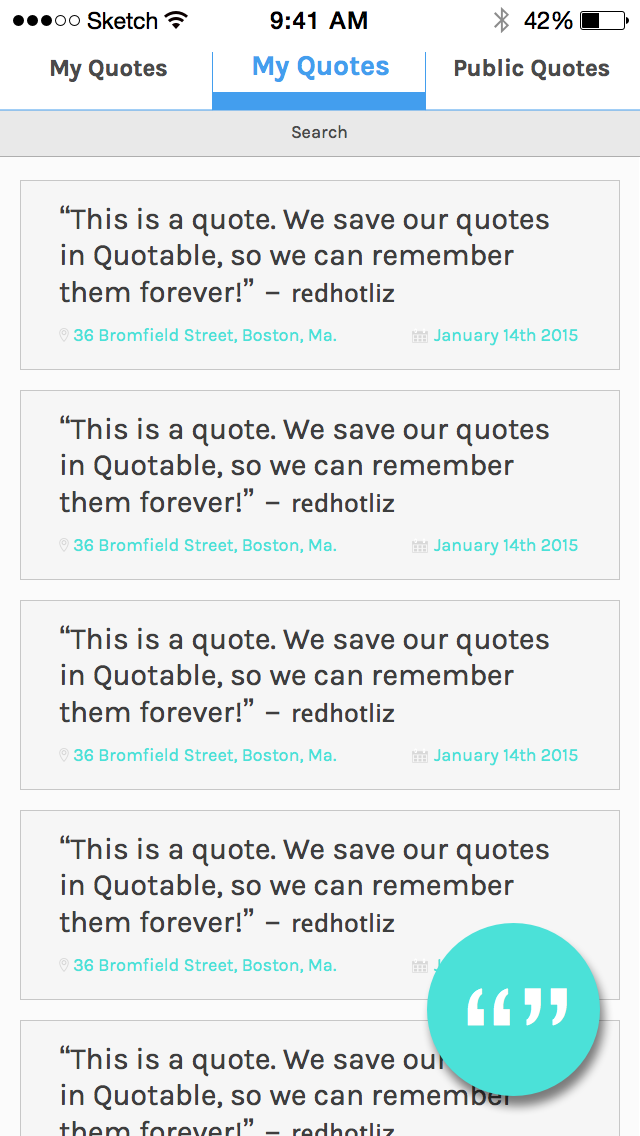 Sketch 9:41 AM 42%
My Quotes My Quotes Public Quotes
Search
“This is a quote. We save our quotes
in Quotable, so we can remember
them forever!” – redhotliz
36 Bromfield Street, Boston, Ma. January 14th 2015
“This is a quote. We save our quotes
in Quotable, so we can remember
them forever!” – redhotliz
36 Bromfield Street, Boston, Ma. January 14th 2015
“This is a quote. We save our quotes
in Quotable, so we can remember
them forever!” – redhotliz
36 Bromfield Street, Boston, Ma. January 14th 2015
“This is a quote. We save our quotes
in Quotable, so we can remember
them forever!” – redhotliz
36 Bromfield Street, Boston, Ma.
“” 
“This is a quote. We save our
in Quotable, so we can remember
them forever!” – redhotliz